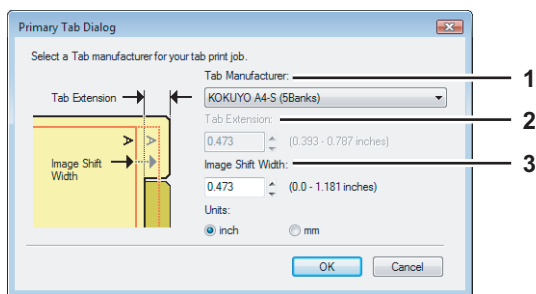 Primary Tab Dialog
Select a Tab manufacturer for your tab print job.
Tab Manufacturer:
1
Tab Extension
KOKUYO A4-S (5Banks)
Tab Extension:
2
0.473 (0.393 - 0.787 inches)
A A
Image Shift Width
Image Shift Width:
3
0.473 (0.0 - 1.181 inches)
Units:
inch mm
OK Cancel